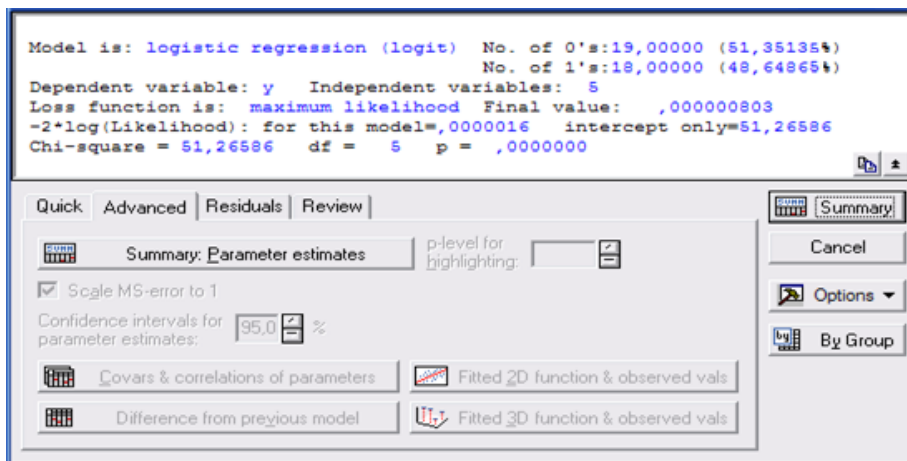 Model is: logistic regression (logit) No. of 0's:19,00000 (51,35135%)
No. of 1's:18,00000 (48,64865%)
Dependent variable: y Independent variables: 5
Loss function is: maximum likelihood Final value: ,000000803
-2*log(Likelihood): for this model=,0000016 intercept only=51,26586
Chi-square = 51,26586 df = 5 p = ,0000000
Quick Advanced Residuals Review
Summary
Summary: Parameter estimates
p-level for
highlighting:
Cancel
Scale MS-error to 1
Options
Confidence intervals for
parameter estimates:
95,0 %
By Group
Covars & correlations of parameters
Fitted 2D function & observed vals
Difference from previous model
Fitted 3D function & observed vals